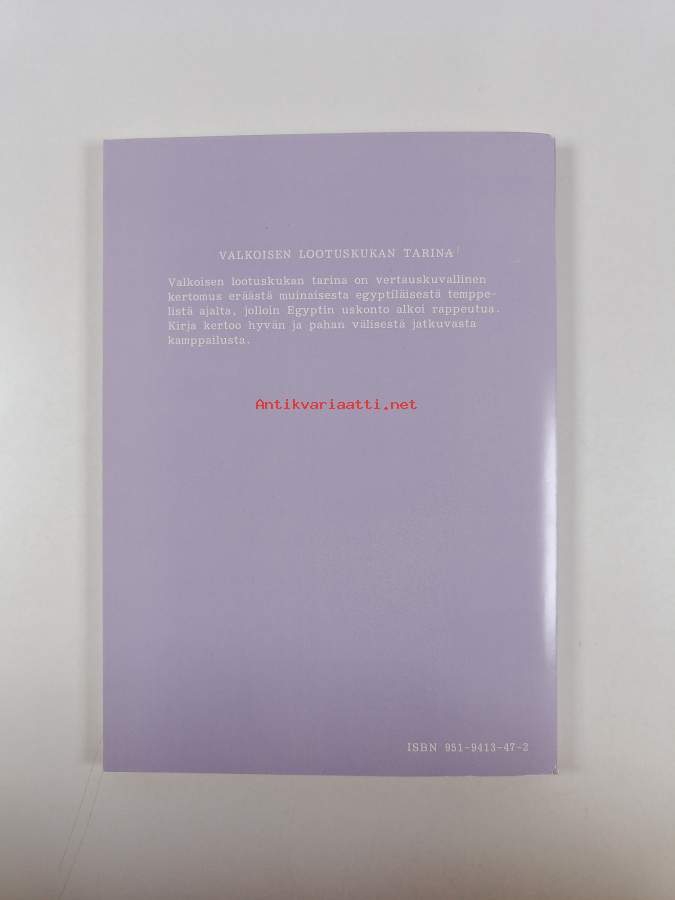 VALKOISEN LOOTUSKUKAN TARINA
Valkoisen lootuskukan tarina on vertauskuvallinen
kertomus eräästä muinaisesta egyptiläisestä temppe-
listä ajalta, jolloin Egyptin uskonto alkoi rappeutua.
Kirja kertoo hyvän ja pahan välisestä jatkuvasta
kamppailusta.
Antikvariaatti.net
ISBN 951-9413-47-2